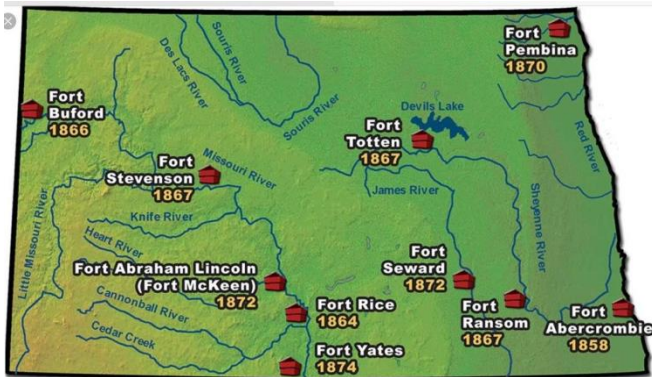 Fort
Pembina
1870
Souris River
Des Lacs River
Souris River
Fort
Buford
1866
Devils Lake
Fort
Totten
1867
Red River
Missouri River
Fort
Stevenson
1867
James River
Sheyenne River
Little Missouri River
Knife River
Heart River
Fort Abraham Lincoln
(Fort McKeen)
1872
Fort
Seward
1872
Cannonball River
Fort Rice
1864
Fort
Ransom
1867
Fort
Abercrombie
1858
Cedar Creek
Fort Yates
1874